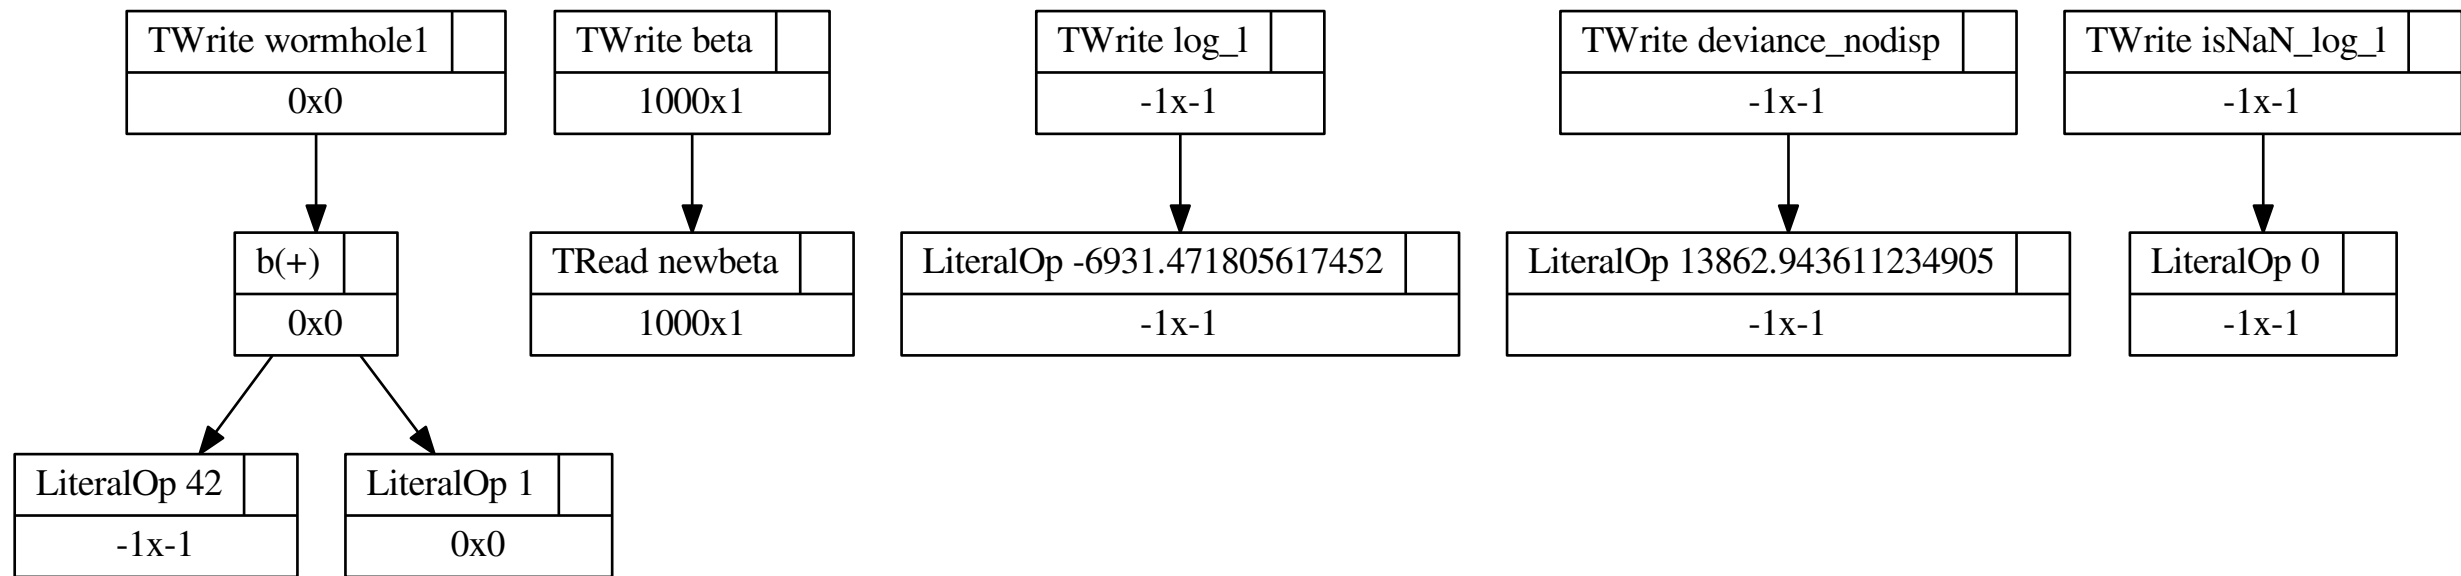 TWrite wormhole1
0x0
TWrite beta
1000x1
TWrite log_l
-1x-1
TWrite deviance_nodisp
-1x-1
TWrite isNaN_log_l
-1x-1
b(+)
0x0
TRead newbeta
1000x1
LiteralOp -6931.471805617452
-1x-1
LiteralOp 13862.943611234905
-1x-1
LiteralOp 0
-1x-1
LiteralOp 42
-1x-1
LiteralOp 1
0x0